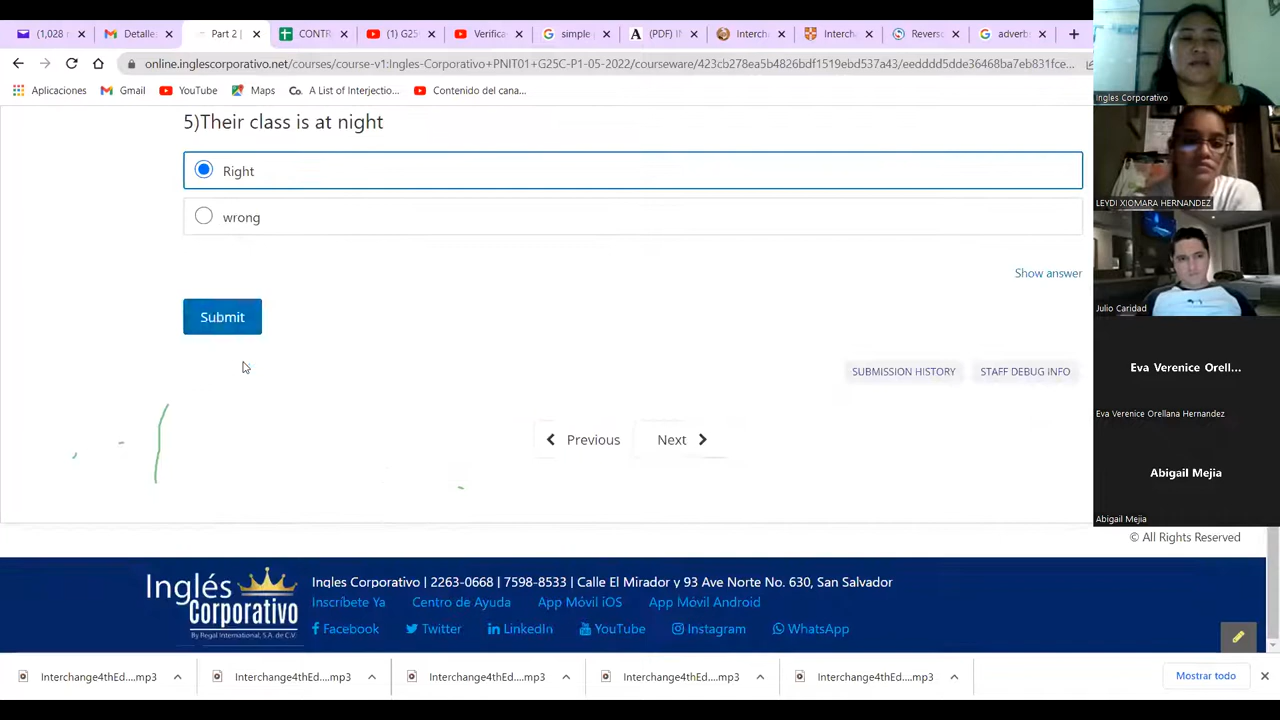 (1,028
Detalle
Part 2 |
CONTR
(1) 625
Verifica
simple
(PDF) I
Interch
Interch
Revers
adverb
online.inglescorporativo.net/courses/course-v1:Ingles-Corporativo+PNIT01+G25C-P1-05-2022/courseware/423cb278ea5b4826bdf1519ebd537a43/eedddd5dde36468ba7eb831fce...
Aplicaciones
Gmail
YouTube
Maps
Co. A List of Interjectio...
Contenido del cana...
5)Their class is at night
Right
wrong
Show answer
Submit
SUBMISSION HISTORY
STAFF DEBUG INFO
Previous
Next
© All Rights Reserved
Inglés
Corporativo
By Regal International, S.A. de C.V.
Ingles Corporativo | 2263-0668 | 7598-8533 | Calle El Mirador y 93 Ave Norte No. 630, San Salvador
Inscríbete Ya
Centro de Ayuda
App Móvil iOS
App Móvil Android
Facebook
Twitter
LinkedIn
YouTube
Instagram
WhatsApp
Interchange4thEd....mp3
Interchange4thEd....mp3
Interchange4thEd....mp3
Interchange4thEd....mp3
Interchange4thEd....mp3
Mostrar todo
Ingles Corporativo
LEYDI XIOMARA HERNANDEZ
Julio Caridad
Eva Verenice Orell...
Eva Verenice Orellana Hernandez
Abigail Mejia
Abigail Mejia